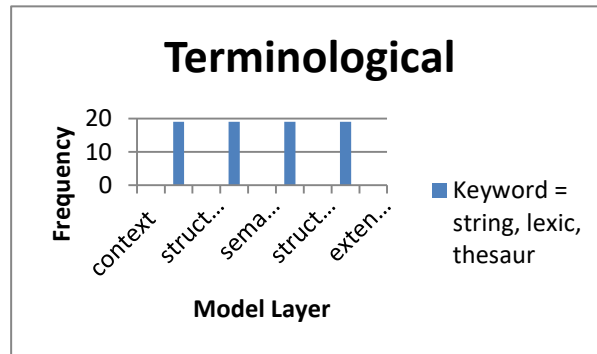 Terminological
Frequency
20
10
0
context
struct...
sema...
struct...
exten...
Model Layer
Keyword =
string, lexic,
thesaur